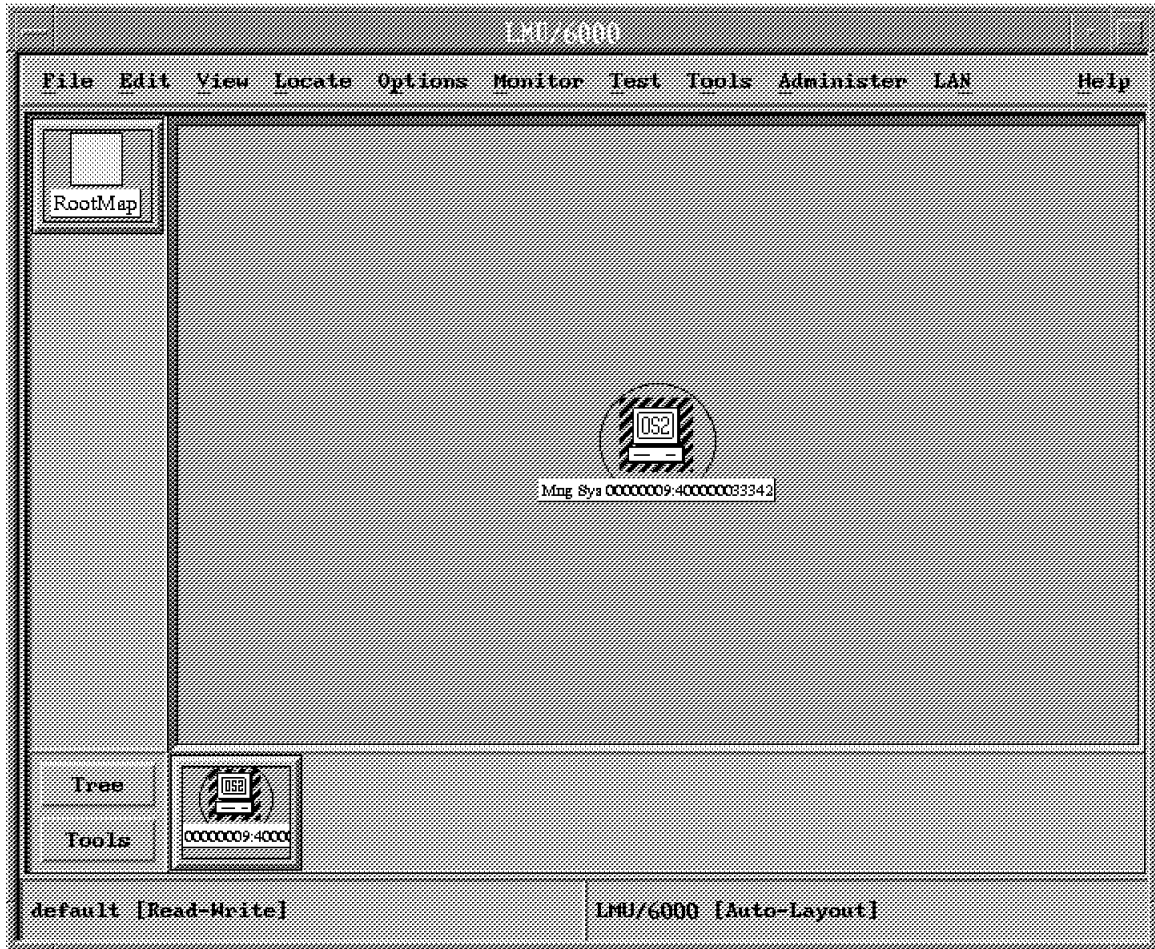 LMU/6000
File Edit View Locate Options Monitor Test Tools Administer LAN Help
RootMap
OS2
Mng Sys 00000009:400000033342
Tree
OS2
00000009:40000
Tools
default [Read-Write] LMU/6000 [Auto-Layout]